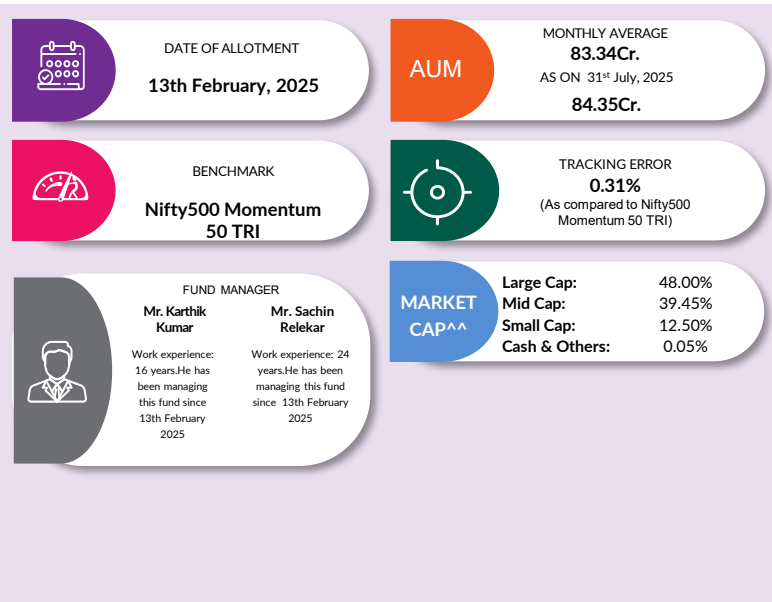 DATE OF ALLOTMENT
13th February, 2025
AUM
MONTHLY AVERAGE
83.34Cr.
AS ON 31st July, 2025
84.35Cr.
BENCHMARK
Nifty500 Momentum
50 TRI
TRACKING ERROR
0.31%
(As compared to Nifty500
Momentum 50 TRI)
FUND MANAGER
Mr. Karthik
Kumar
Work experience:
16 years.He has
been managing
this fund since
13th February
2025
Mr. Sachin
Relekar
Work experience: 24
years.He has been
managing this fund
since 13th February
2025
MARKET
CAP^^
Large Cap: 48.00%
Mid Cap: 39.45%
Small Cap: 12.50%
Cash & Others: 0.05%